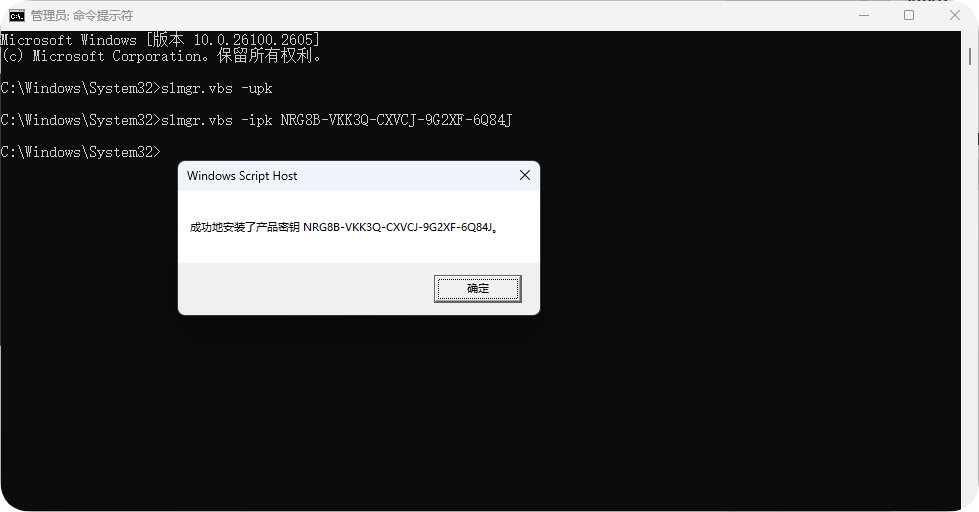 管理员: 命令提示符
Microsoft Windows [版本 10.0.26100.2605]
(c) Microsoft Corporation。保留所有权利。
C:\Windows\System32>slmgr.vbs -upk
C:\Windows\System32>slmgr.vbs -ipk NRG8B-VKK3Q-CXVCJ-9G2XF-6Q84J
C:\Windows\System32>
Windows Script Host
成功地安装了产品密钥 NRG8B-VKK3Q-CXVCJ-9G2XF-6Q84J。
确定